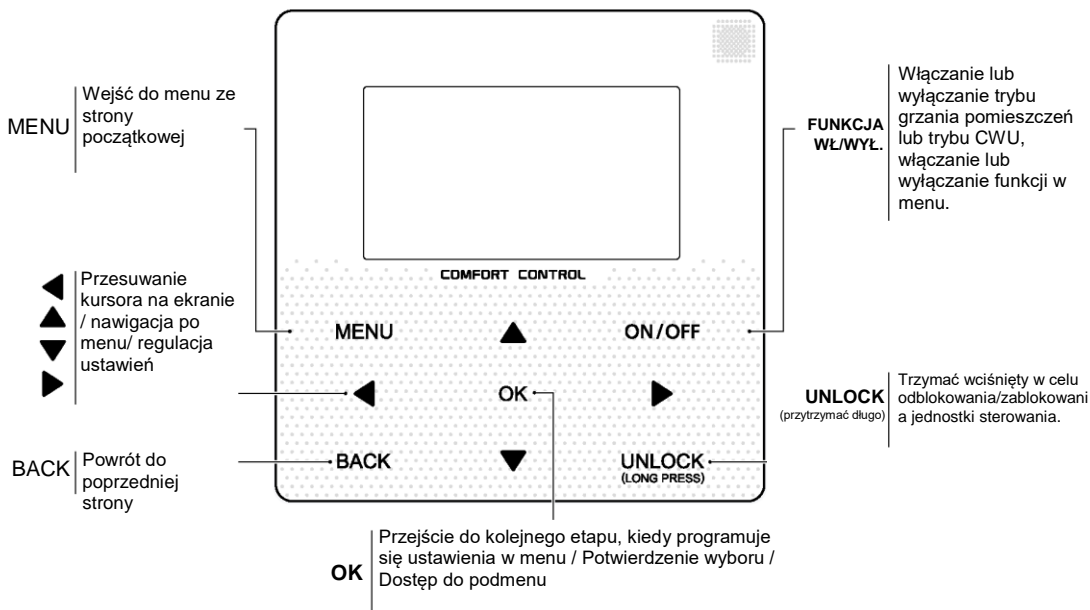 MENU
Wejść do menu ze
strony
początkowej
Przesuwanie
kursora na ekranie
/ nawigacja po
menu/ regulacja
ustawień
BACK
Powrót do
poprzedniej
strony
COMFORT CONTROL
MENU
ON/OFF
OK
BACK
UNLOCK
(LONG PRESS)
FUNKCJA
WŁ/WYŁ.
Włączanie lub
wyłączanie trybu
grzania pomieszczeń
lub trybu CWU,
włączanie lub
wyłączanie funkcji w
menu.
UNLOCK
(przytrzymać długo)
Trzymać wciśnięty w celu
odblokowania/zablokowani
a jednostki sterowania.
OK
Przejście do kolejnego etapu, kiedy programuje
się ustawienia w menu / Potwierdzenie wyboru /
Dostęp do podmenu